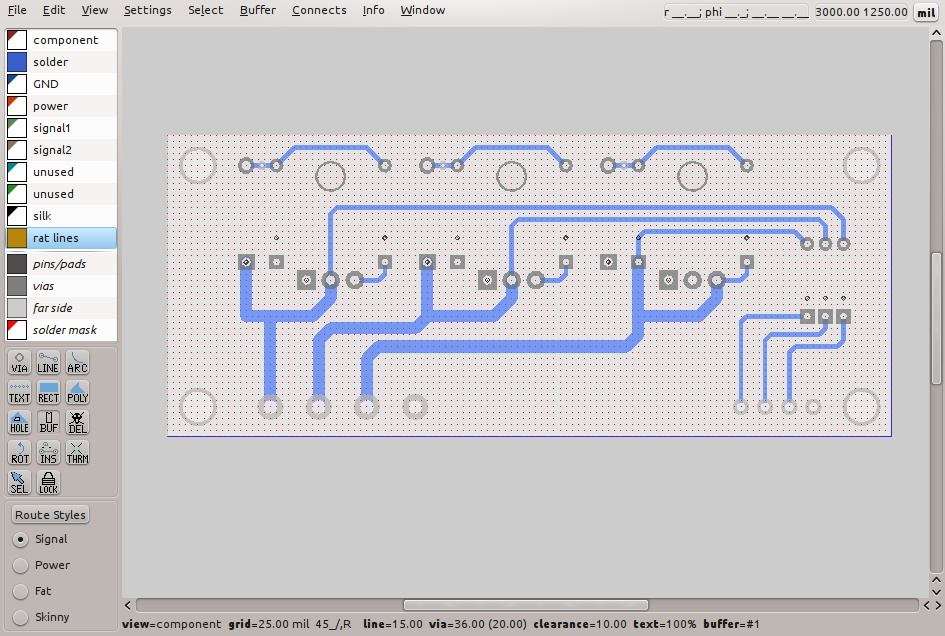 File Edit View Settings Select Buffer Connects Info Window r __.__; phi __._; __.__ __.__ 3000.00 1250.00 mil
component
solder
GND
power
signal1
signal2
unused
unused
silk
rat lines
pins/pads
vias
far side
solder mask
VIA LINE ARC
TEXT RECT POLY
HOLE BUF DEL
ROT INS THRM
SEL LOCK
Route Styles
Signal
Power
Fat
Skinny
view=component grid=25.00 mil 45_/,R line=15.00 via=36.00 (20.00) clearance=10.00 text=100% buffer=#1